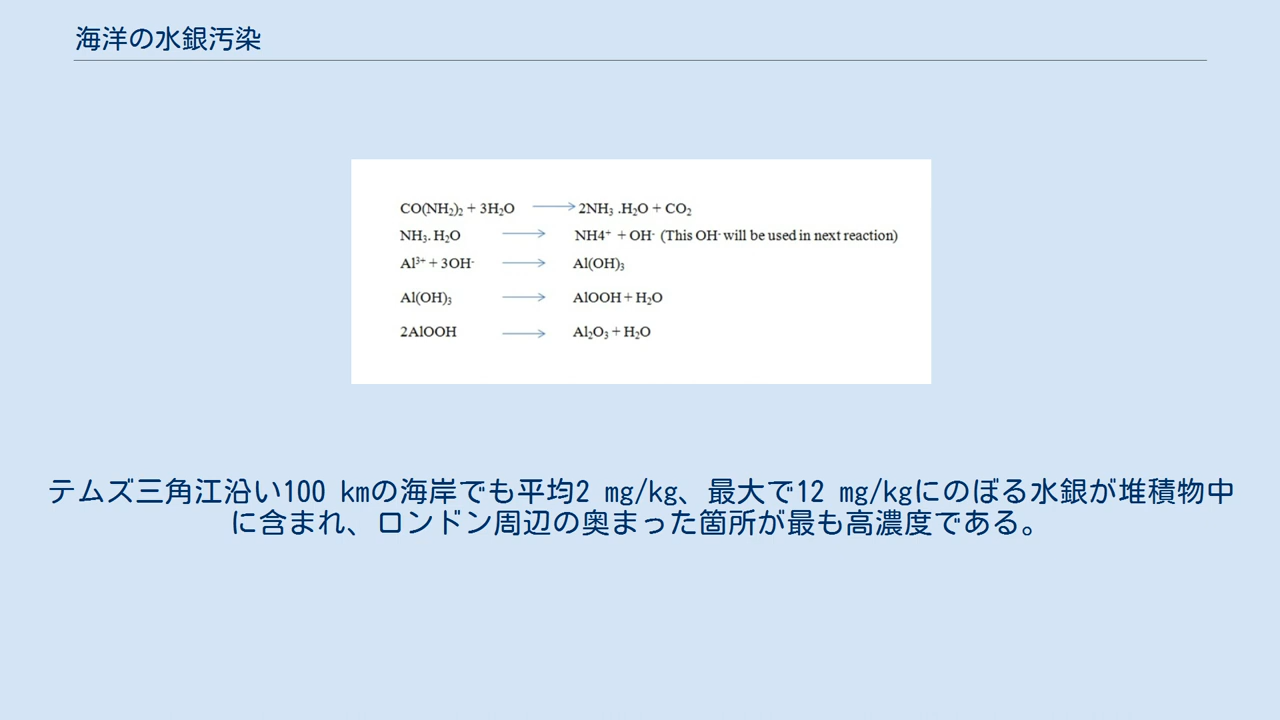 海洋の水銀汚染
CO(NH₂)₂ + 3H₂O ⟶ 2NH₃ .H₂O + CO₂
NH₃. H₂O ⟶ NH4⁺ + OH⁻ (This OH⁻ will be used in next reaction)
Al³⁺ + 3OH⁻ ⟶ Al(OH)₃
Al(OH)₃ ⟶ AlOOH + H₂O
2AlOOH ⟶ Al₂O₃ + H₂O
テムズ三角江沿い100 kmの海岸でも平均2 mg/kg、最大で12 mg/kgにのぼる水銀が堆積物中
に含まれ、ロンドン周辺の奥まった箇所が最も高濃度である。